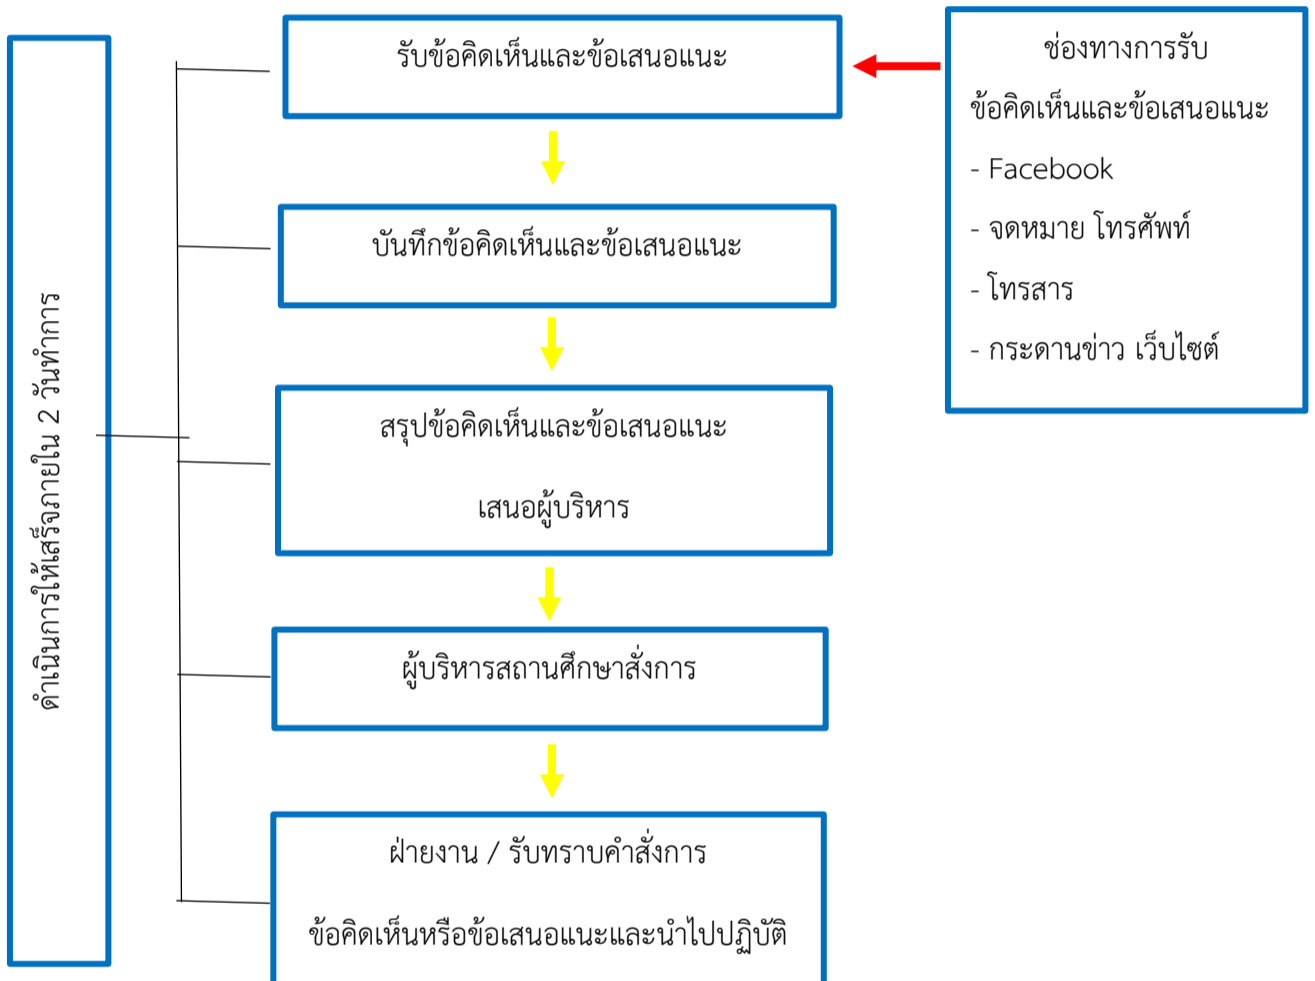 รับข้อคิดเห็นและข้อเสนอแนะ
บันทึกข้อคิดเห็นและข้อเสนอแนะ
สรุปข้อคิดเห็นและข้อเสนอแนะ
เสนอผู้บริหาร
ผู้บริหารสถานศึกษาสั่งการ
ฝ่ายงาน / รับทราบคำสั่งการ
ข้อคิดเห็นหรือข้อเสนอแนะและนำไปปฏิบัติ
ช่องทางการรับ
ข้อคิดเห็นและข้อเสนอแนะ
- Facebook
- จดหมาย โทรศัพท์
- โทรสาร
- กระดานข่าว เว็บไซต์
ดำเนินการให้เสร็จภายใน 2 วันทำการ